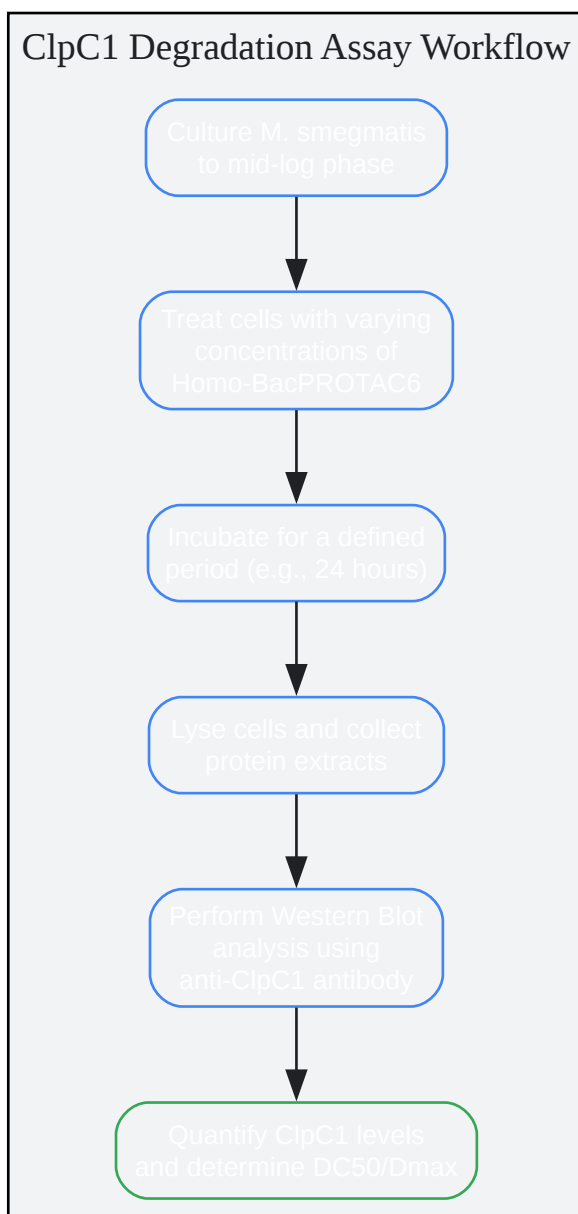 ClpC1 Degradation Assay Workflow
Culture M. smegmatis
to mid-log phase
Treat cells with varying
concentrations of
Homo-BacPROTAC6
Incubate for a defined
period (e.g., 24 hours)
Lyse cells and collect
protein extracts
Perform Western Blot
analysis using
anti-ClpC1 antibody
Quantify ClpC1 levels
and determine DC50/Dmax